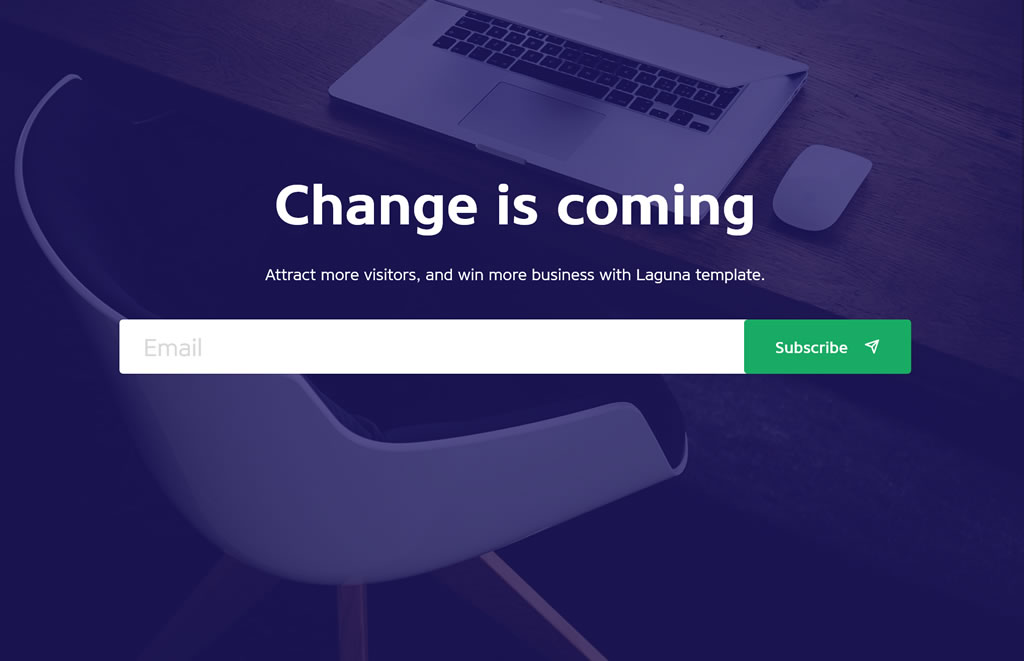 Change is coming
Attract more visitors, and win more business with Laguna template.
Email
Subscribe